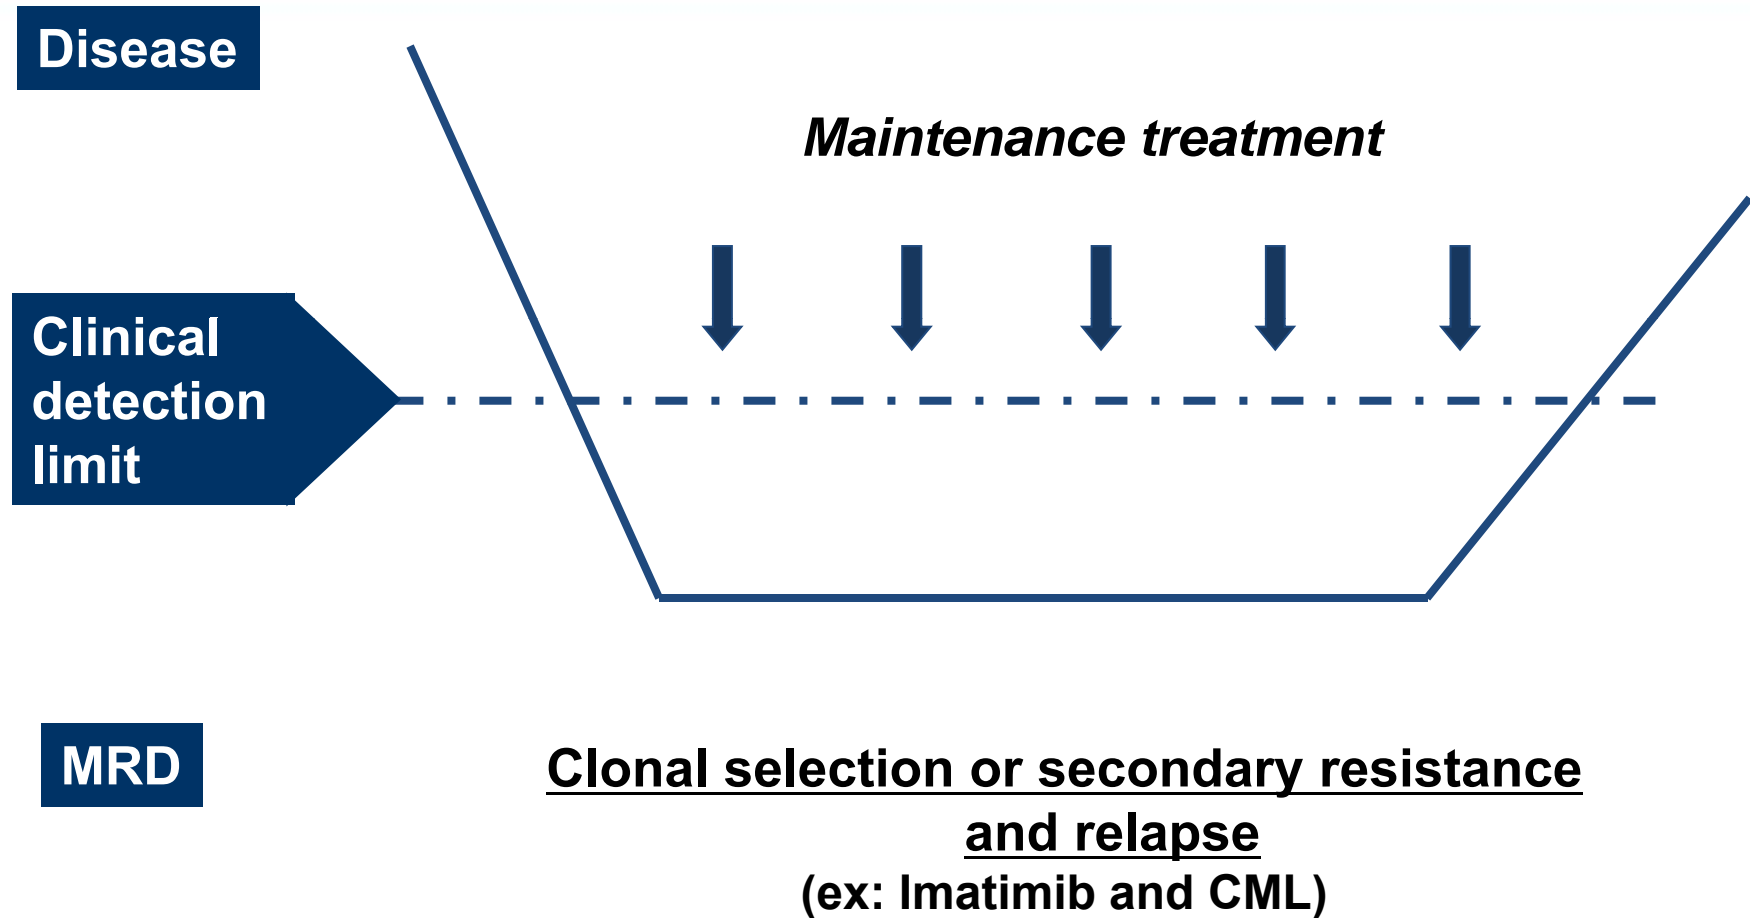 Disease
Maintenance treatment
Clinical
detection
limit
MRD
Clonal selection or secondary resistance
and relapse
(ex: Imatimib and CML)